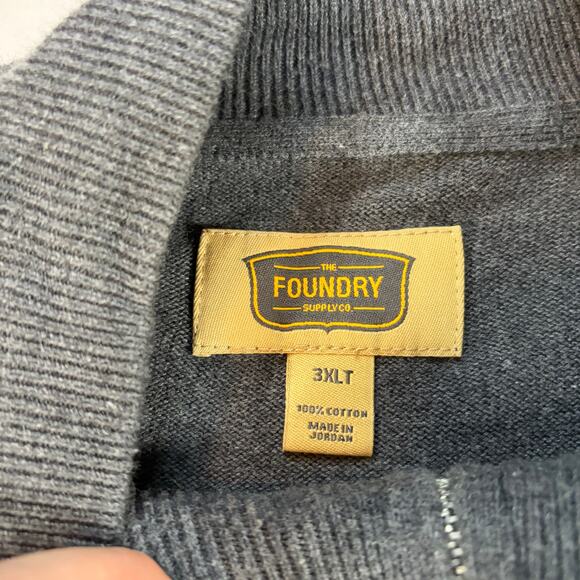 THE
FOUNDRY
SUPPLY CO.
3XLT
100% COTTON
MADE IN
JORDAN